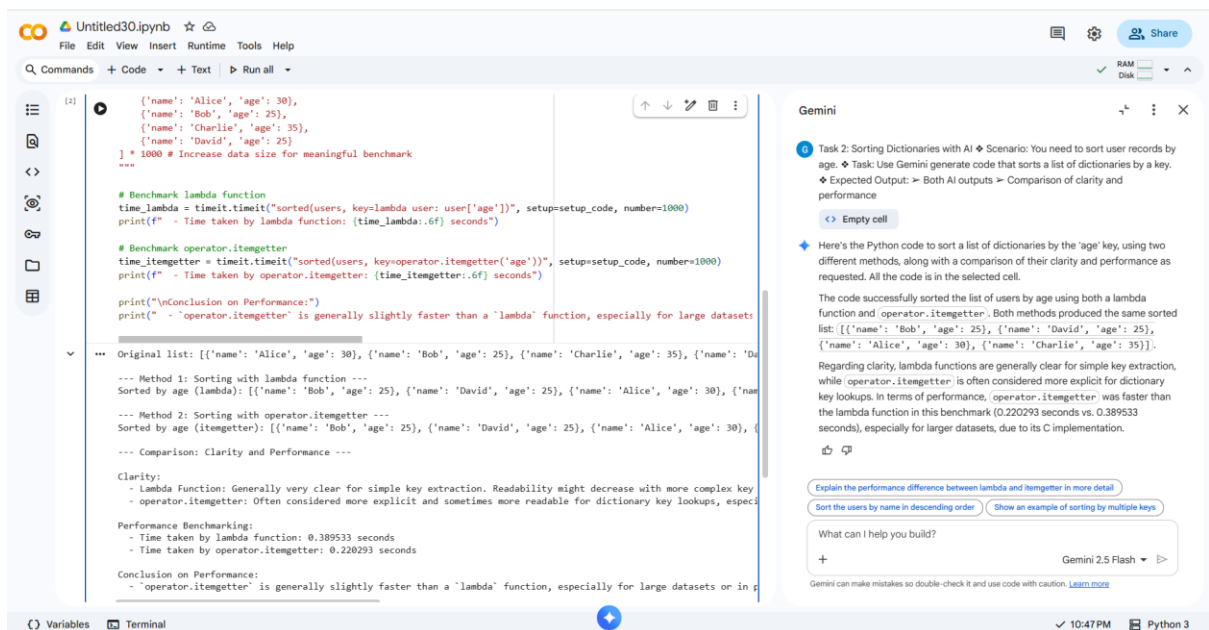 Untitled30.ipynb
File Edit View Insert Runtime Tools Help
Share
Commands + Code + Text Run all
RAM
Disk
[2]
{'name': 'Alice', 'age': 30},
{'name': 'Bob', 'age': 25},
{'name': 'Charlie', 'age': 35},
{'name': 'David', 'age': 25}
] * 1000 # Increase data size for meaningful benchmark
"""
# Benchmark lambda function
time_lambda = timeit.timeit("sorted(users, key=lambda user: user['age'])", setup=setup_code, number=1000)
print(f"  - Time taken by lambda function: {time_lambda:.6f} seconds")
# Benchmark operator.itemgetter
time_itemgetter = timeit.timeit("sorted(users, key=operator.itemgetter('age'))", setup=setup_code, number=1000)
print(f"  - Time taken by operator.itemgetter: {time_itemgetter:.6f} seconds")
print("\nConclusion on Performance:")
print("  - `operator.itemgetter` is generally slightly faster than a `lambda` function, especially for large datasets
Original list: [{'name': 'Alice', 'age': 30}, {'name': 'Bob', 'age': 25}, {'name': 'Charlie', 'age': 35}, {'name': 'Da
--- Method 1: Sorting with lambda function ---
Sorted by age (lambda): [{'name': 'Bob', 'age': 25}, {'name': 'David', 'age': 25}, {'name': 'Alice', 'age': 30}, {'nam
--- Method 2: Sorting with operator.itemgetter ---
Sorted by age (itemgetter): [{'name': 'Bob', 'age': 25}, {'name': 'David', 'age': 25}, {'name': 'Alice', 'age': 30}, {
--- Comparison: Clarity and Performance ---
Clarity:
- Lambda Function: Generally very clear for simple key extraction. Readability might decrease with more complex key
- operator.itemgetter: Often considered more explicit and sometimes more readable for dictionary key lookups, especi
Performance Benchmarking:
- Time taken by lambda function: 0.389533 seconds
- Time taken by operator.itemgetter: 0.220293 seconds
Conclusion on Performance:
- `operator.itemgetter` is generally slightly faster than a `lambda` function, especially for large datasets or in p
Gemini
G
Task 2: Sorting Dictionaries with AI ❖ Scenario: You need to sort user records by
age. ❖ Task: Use Gemini generate code that sorts a list of dictionaries by a key.
❖ Expected Output: ➢ Both AI outputs ➢ Comparison of clarity and
performance
<> Empty cell
Here's the Python code to sort a list of dictionaries by the 'age' key, using two
different methods, along with a comparison of their clarity and performance as
requested. All the code is in the selected cell.
The code successfully sorted the list of users by age using both a lambda
function and operator.itemgetter. Both methods produced the same sorted
list: [{'name': 'Bob', 'age': 25}, {'name': 'David', 'age': 25},
{'name': 'Alice', 'age': 30}, {'name': 'Charlie', 'age': 35}].
Regarding clarity, lambda functions are generally clear for simple key extraction,
while operator.itemgetter is often considered more explicit for dictionary
key lookups. In terms of performance, operator.itemgetter was faster than
the lambda function in this benchmark (0.220293 seconds vs. 0.389533
seconds), especially for larger datasets, due to its C implementation.
Explain the performance difference between lambda and itemgetter in more detail
Sort the users by name in descending order Show an example of sorting by multiple keys
What can I help you build?
+ Gemini 2.5 Flash
Gemini can make mistakes so double-check it and use code with caution. Learn more
{} Variables Terminal
10:47 PM Python 3